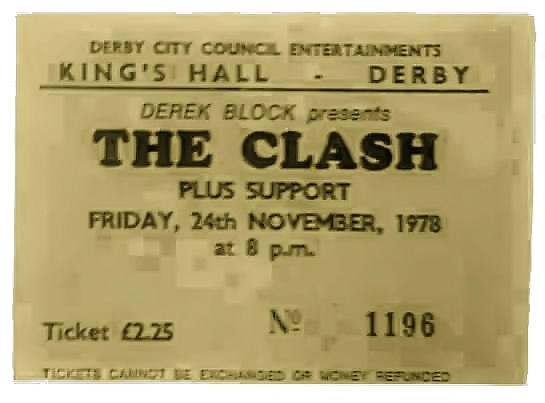 DERBY CITY COUNCIL ENTERTAINMENTS
KING'S HALL - DERBY
DEREK BLOCK presents
THE CLASH
PLUS SUPPORT
FRIDAY, 24th NOVEMBER, 1978
at 8 p.m.
Ticket £2.25 Nº 1196
TICKETS CANNOT BE EXCHANGED OR MONEY REFUNDED